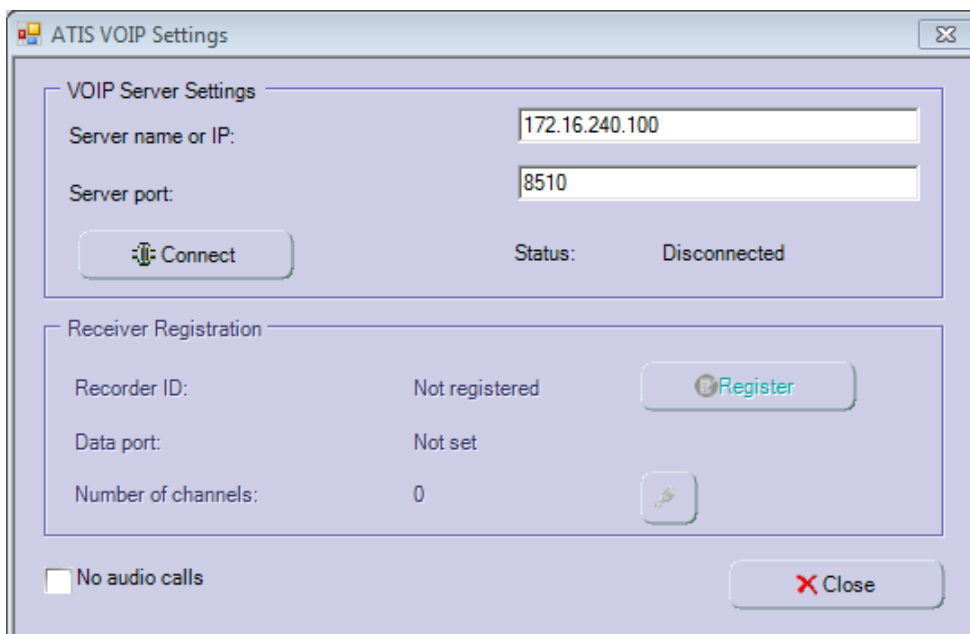 ATIS VOIP Settings
VOIP Server Settings
Server name or IP: 172.16.240.100
Server port: 8510
Connect Status: Disconnected
Receiver Registration
Recorder ID: Not registered Register
Data port: Not set
Number of channels: 0
No audio calls Close